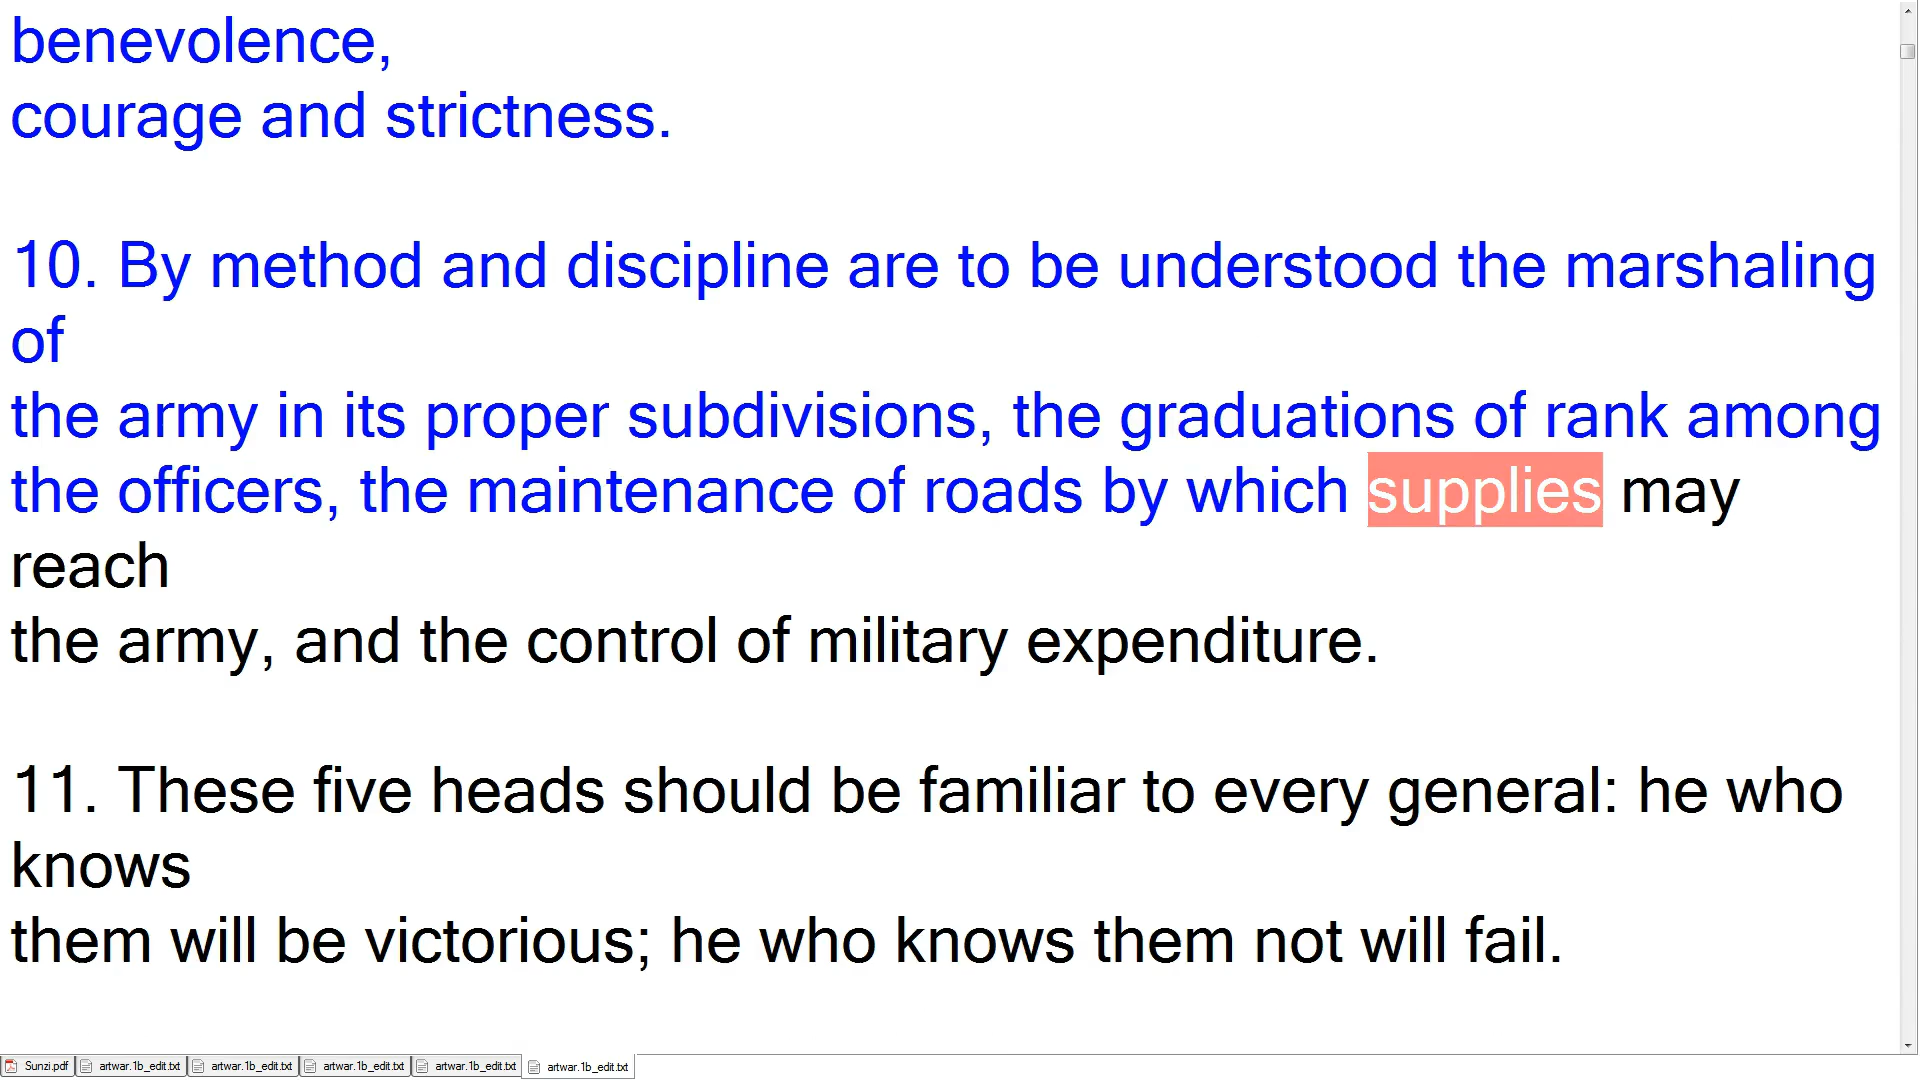 benevolence,
courage and strictness.
10. By method and discipline are to be understood the marshaling
of
the army in its proper subdivisions, the graduations of rank among
the officers, the maintenance of roads by which supplies may
reach
the army, and the control of military expenditure.
11. These five heads should be familiar to every general: he who
knows
them will be victorious; he who knows them not will fail.
Sunzi.pdf artwar.1b_edit.txt artwar.1b_edit.txt artwar.1b_edit.txt artwar.1b_edit.txt artwar.1b_edit.txt